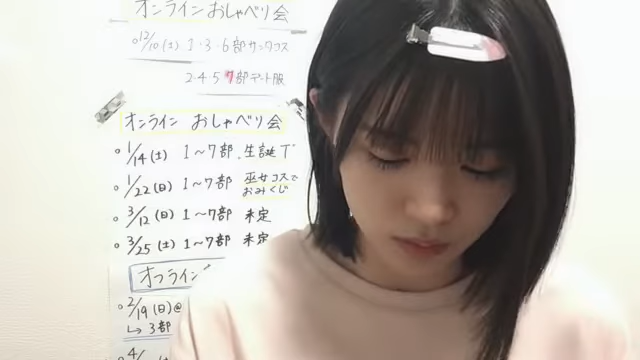 オンラインおしゃべり会
○12/10(土) 1・3・6部サンタコス
2・4・5・7部デート服
オンライン おしゃべり会
○1/14(土) 1〜7部 生誕T
○1/22(日) 1〜7部 巫女コスで
おみくじ
○3/12(日) 1〜7部 未定
○3/25(土) 1〜7部 未定
オフライン
○2/19(日)@
↳3部
○4/